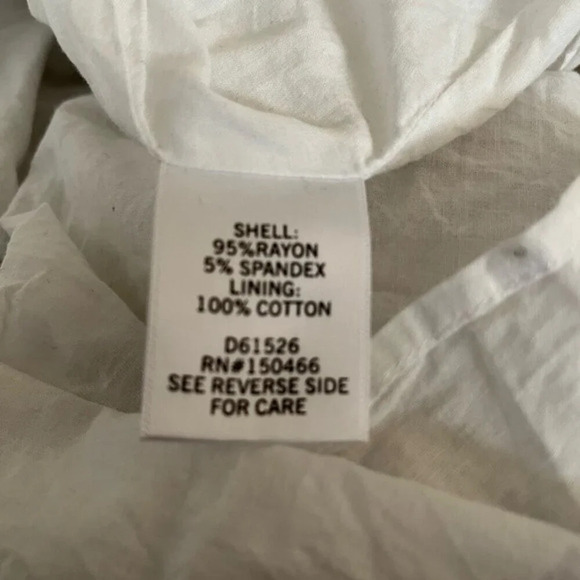 SHELL:
95%RAYON
5% SPANDEX
LINING:
100% COTTON
D61526
RN#150466
SEE REVERSE SIDE
FOR CARE